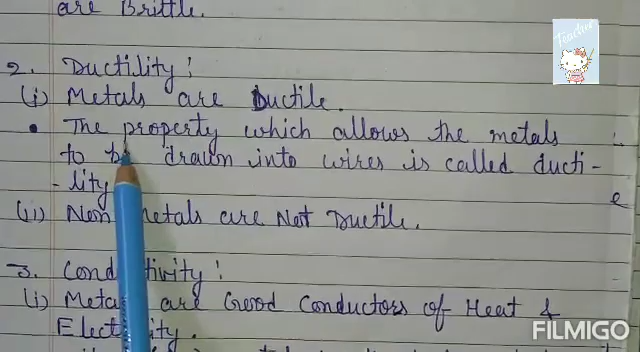 are Brittle.
2. Ductility:
(i) Metals are Ductile.
• The property which allows the metals
to be drawn into wires is called ducti-
-lity
(ii) Non Metals are Not Ductile.
3. Conductivity:
(i) Metals are Good Conductors of Heat &
Electricity.
Teacher
e
FILMIGO